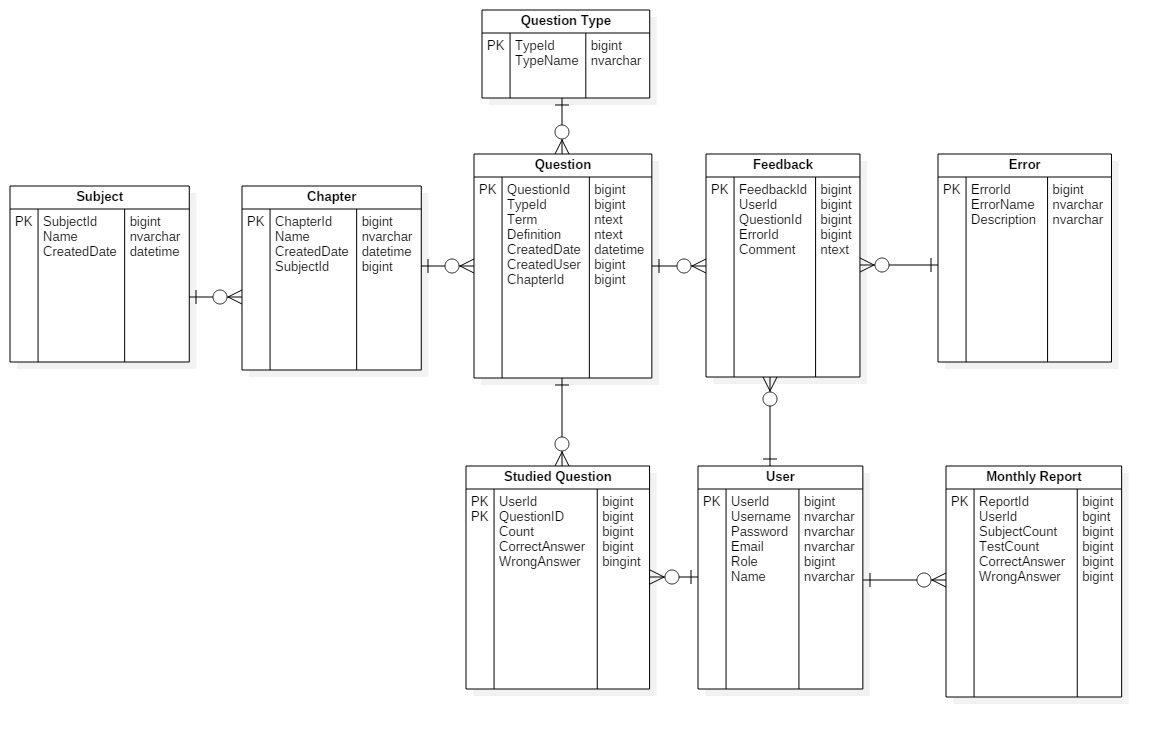 Question Type
PK TypeId bigint
TypeName nvarchar
Subject
PK SubjectId bigint
Name nvarchar
CreatedDate datetime
Chapter
PK ChapterId bigint
Name nvarchar
CreatedDate datetime
SubjectId bigint
Question
PK QuestionId bigint
TypeId bigint
Term ntext
Definition ntext
CreatedDate datetime
CreatedUser bigint
ChapterId bigint
Feedback
PK FeedbackId bigint
UserId bigint
QuestionId bigint
ErrorId bigint
Comment ntext
Error
PK ErrorId bigint
ErrorName nvarchar
Description nvarchar
Studied Question
PK UserId bigint
PK QuestionID bigint
Count bigint
CorrectAnswer bigint
WrongAnswer bingint
User
PK UserId bigint
Username nvarchar
Password nvarchar
Email nvarchar
Role bigint
Name nvarchar
Monthly Report
PK ReportId bigint
UserId bgint
SubjectCount bigint
TestCount bigint
CorrectAnswer bigint
WrongAnswer bigint